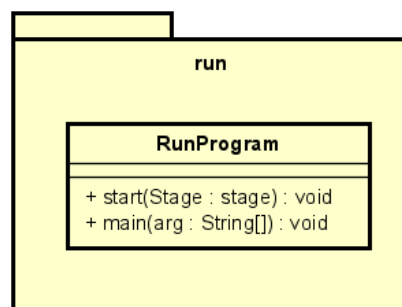 run
RunProgram
+ start(Stage : stage) : void
+ main(arg : String[]) : void